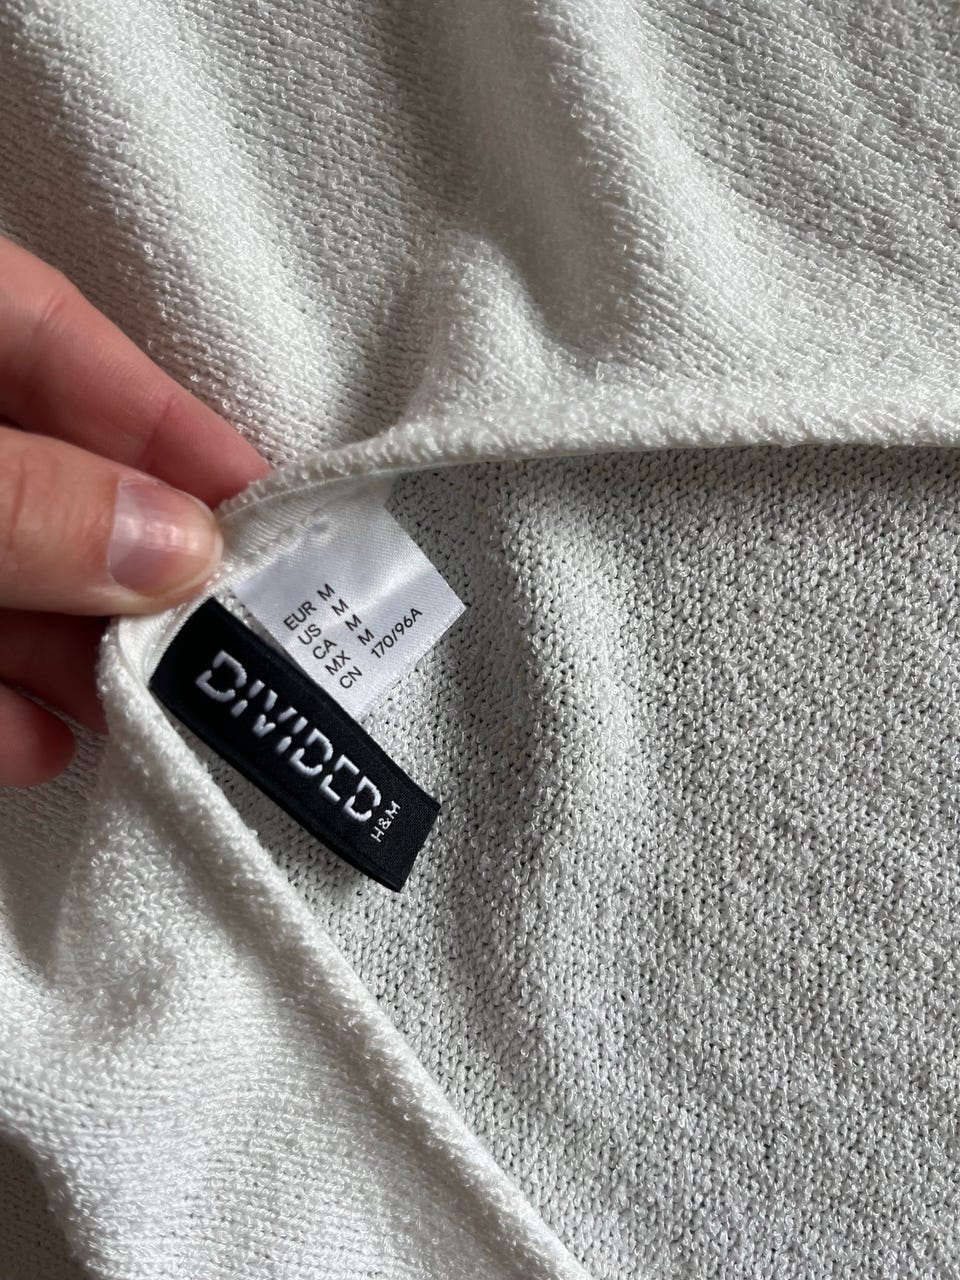 EUR M
US M
CA M
MX M
CN 170/96A
DIVIDED
H&M